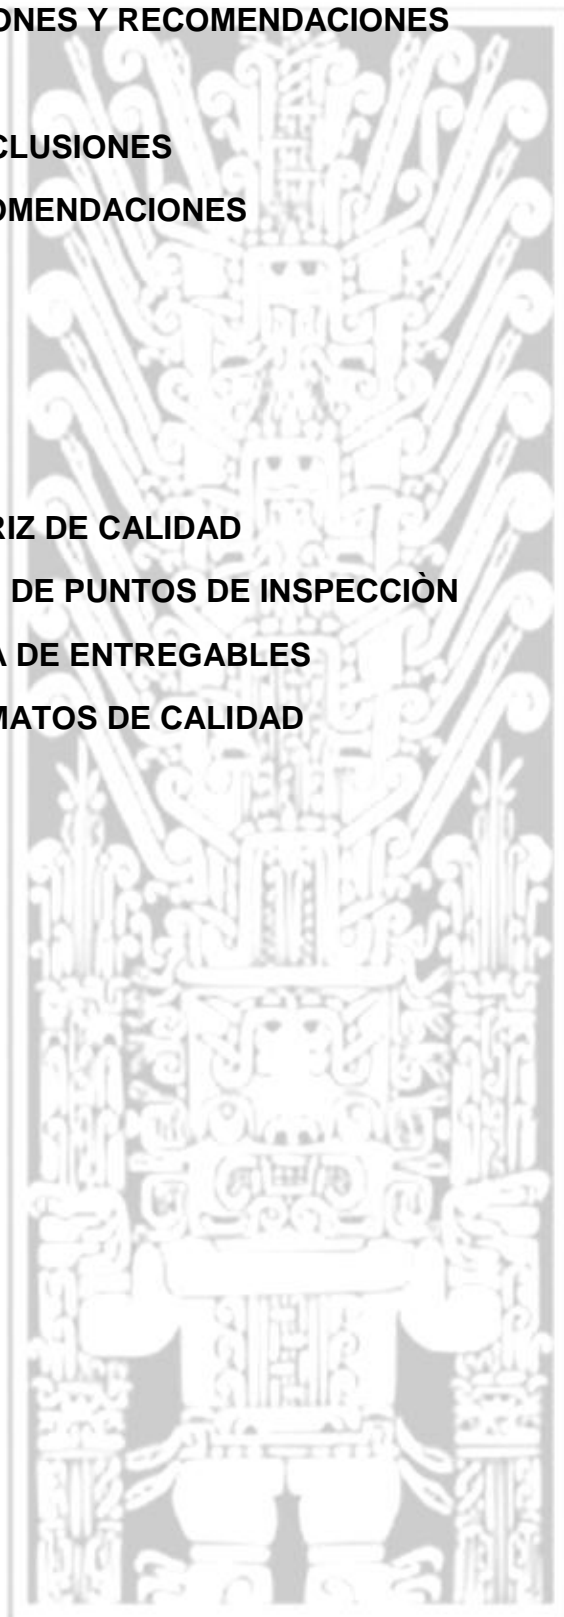 ONES Y RECOMENDACIONES
CLUSIONES
OMENDACIONES
RIZ DE CALIDAD
DE PUNTOS DE INSPECCIÒN
A DE ENTREGABLES
MATOS DE CALIDAD